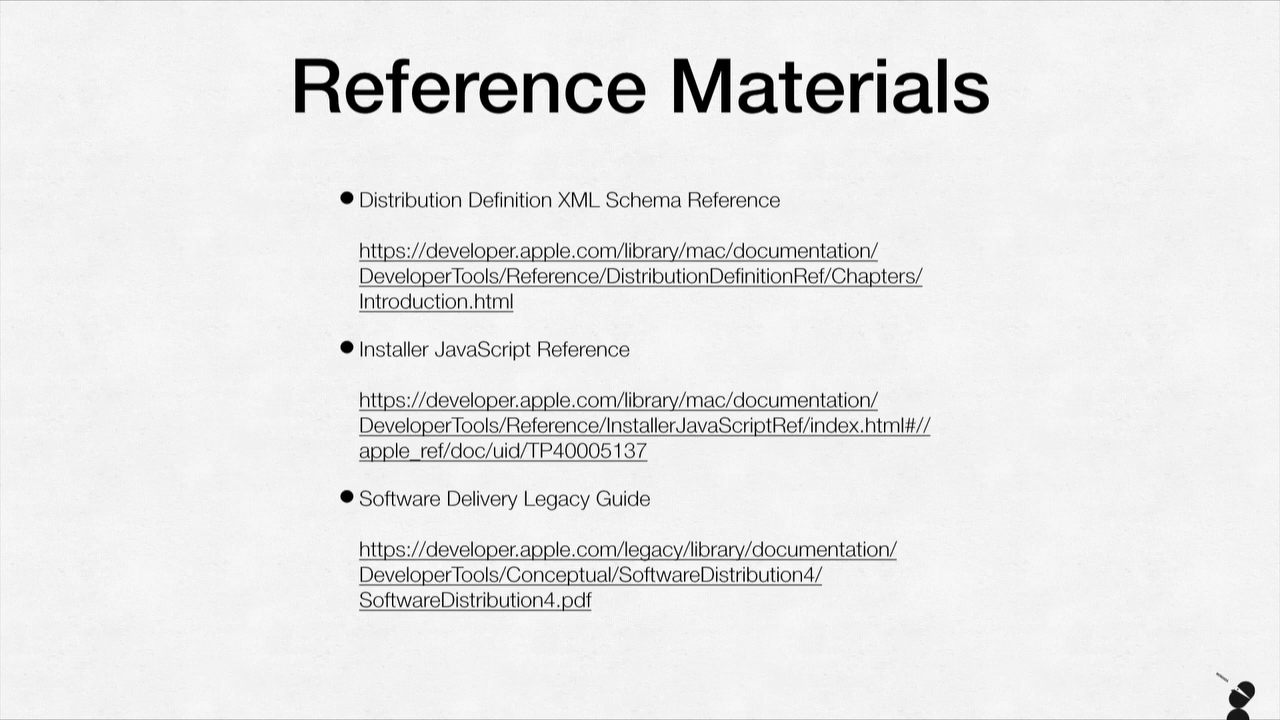 Reference Materials
Distribution Definition XML Schema Reference
https://developer.apple.com/library/mac/documentation/
DeveloperTools/Reference/DistributionDefinitionRef/Chapters/
Introduction.html
Installer JavaScript Reference
https://developer.apple.com/library/mac/documentation/
DeveloperTools/Reference/InstallerJavaScriptRef/index.html#//
apple_ref/doc/uid/TP40005137
Software Delivery Legacy Guide
https://developer.apple.com/legacy/library/documentation/
DeveloperTools/Conceptual/SoftwareDistribution4/
SoftwareDistribution4.pdf